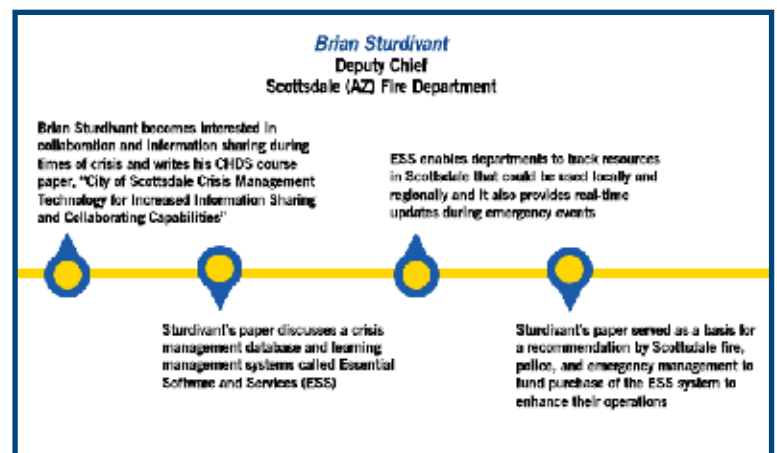 Brian Sturdivant
Deputy Chief
Scottsdale (AZ) Fire Department
Brian Sturdivant becomes interested in
collaboration and information sharing during
times of crisis and writes his CHDS course
paper, "City of Scottsdale Crisis Management
Technology for Increased Information Sharing
and Collaborating Capabilities"
ESS enables departments to track resources
in Scottsdale that could be used locally and
regionally and it also provides real-time
updates during emergency events
Sturdivant's paper discusses a crisis
management database and learning
management systems called Essential
Software and Services (ESS)
Sturdivant's paper served as a basis for
a recommendation by Scottsdale fire,
police, and emergency management to
fund purchase of the ESS system to
enhance their operations